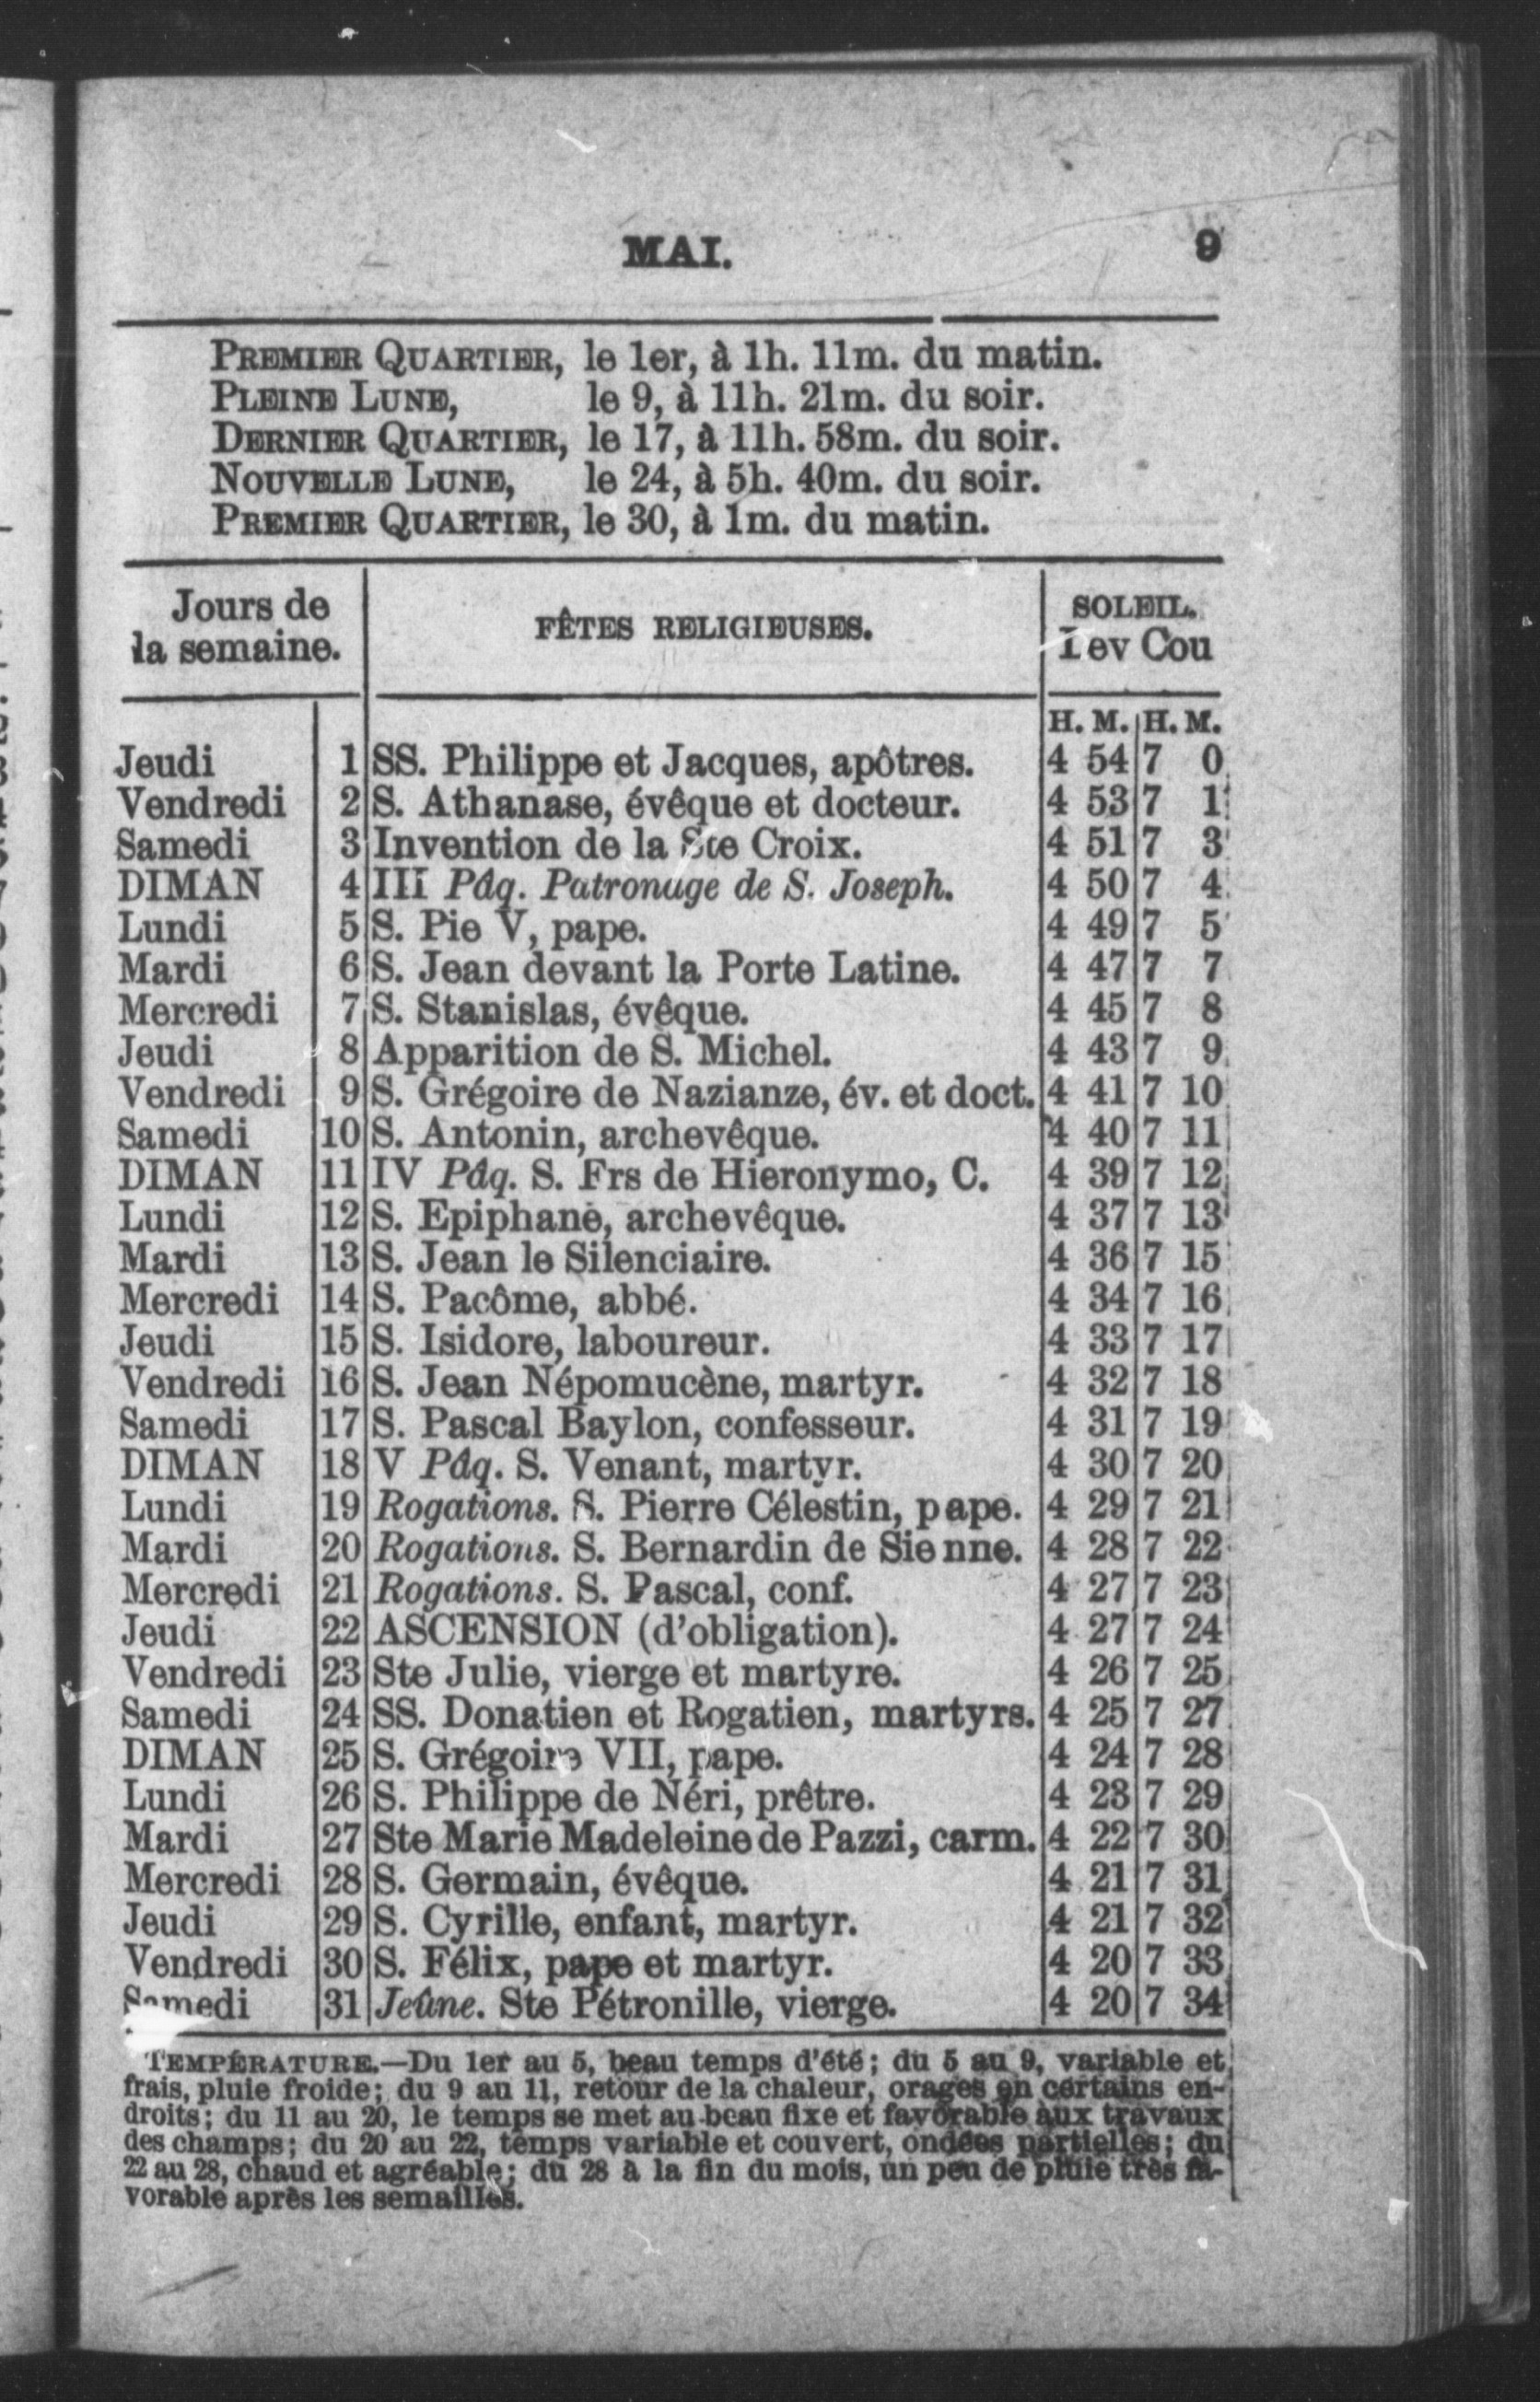 MAI. 9
PREMIER QUARTIER, le 1er, à 1h. 11m. du matin.
PLEINE LUNE, le 9, à 11h. 21m. du soir.
DERNIER QUARTIER, le 17, à 11h. 58m. du soir.
NOUVELLE LUNE, le 24, à 5h. 40m. du soir.
PREMIER QUARTIER, le 30, à 1m. du matin.
Jours de la semaine. FÊTES RELIGIEUSES. SOLEIL.
Lev Cou
H. M. H. M.
Jeudi 1 SS. Philippe et Jacques, apôtres. 4 54 7 0
Vendredi 2 S. Athanase, évêque et docteur. 4 53 7 1
Samedi 3 Invention de la Ste Croix. 4 51 7 3
DIMAN 4 III Pâq. Patronage de S. Joseph. 4 50 7 4
Lundi 5 S. Pie V, pape. 4 49 7 5
Mardi 6 S. Jean devant la Porte Latine. 4 47 7 7
Mercredi 7 S. Stanislas, évêque. 4 45 7 8
Jeudi 8 Apparition de S. Michel. 4 43 7 9
Vendredi 9 S. Grégoire de Nazianze, év. et doct. 4 41 7 10
Samedi 10 S. Antonin, archevêque. 4 40 7 11
DIMAN 11 IV Pâq. S. Frs de Hieronymo, C. 4 39 7 12
Lundi 12 S. Epiphane, archevêque. 4 37 7 13
Mardi 13 S. Jean le Silenciaire. 4 36 7 15
Mercredi 14 S. Pacôme, abbé. 4 34 7 16
Jeudi 15 S. Isidore, laboureur. 4 33 7 17
Vendredi 16 S. Jean Népomucène, martyr. 4 32 7 18
Samedi 17 S. Pascal Baylon, confesseur. 4 31 7 19
DIMAN 18 V Pâq. S. Venant, martyr. 4 30 7 20
Lundi 19 Rogations. S. Pierre Célestin, pape. 4 29 7 21
Mardi 20 Rogations. S. Bernardin de Sienne. 4 28 7 22
Mercredi 21 Rogations. S. Pascal, conf. 4 27 7 23
Jeudi 22 ASCENSION (d'obligation). 4 27 7 24
Vendredi 23 Ste Julie, vierge et martyre. 4 26 7 25
Samedi 24 SS. Donatien et Rogatien, martyrs. 4 25 7 27
DIMAN 25 S. Grégoire VII, pape. 4 24 7 28
Lundi 26 S. Philippe de Néri, prêtre. 4 23 7 29
Mardi 27 Ste Marie Madeleine de Pazzi, carm. 4 22 7 30
Mercredi 28 S. Germain, évêque. 4 21 7 31
Jeudi 29 S. Cyrille, enfant, martyr. 4 21 7 32
Vendredi 30 S. Félix, pape et martyr. 4 20 7 33
Samedi 31 Jeûne. Ste Pétronille, vierge. 4 20 7 34
TEMPÉRATURE.—Du 1er au 5, beau temps d'été; du 5 au 9, variable et
frais, pluie froide; du 9 au 11, retour de la chaleur, orages en certains en-
droits; du 11 au 20, le temps se met au beau fixe et favorable aux travaux
des champs; du 20 au 22, temps variable et couvert, ondées partielles; du
22 au 28, chaud et agréable; du 28 à la fin du mois, un peu de pluie très fa-
vorable après les semailles.